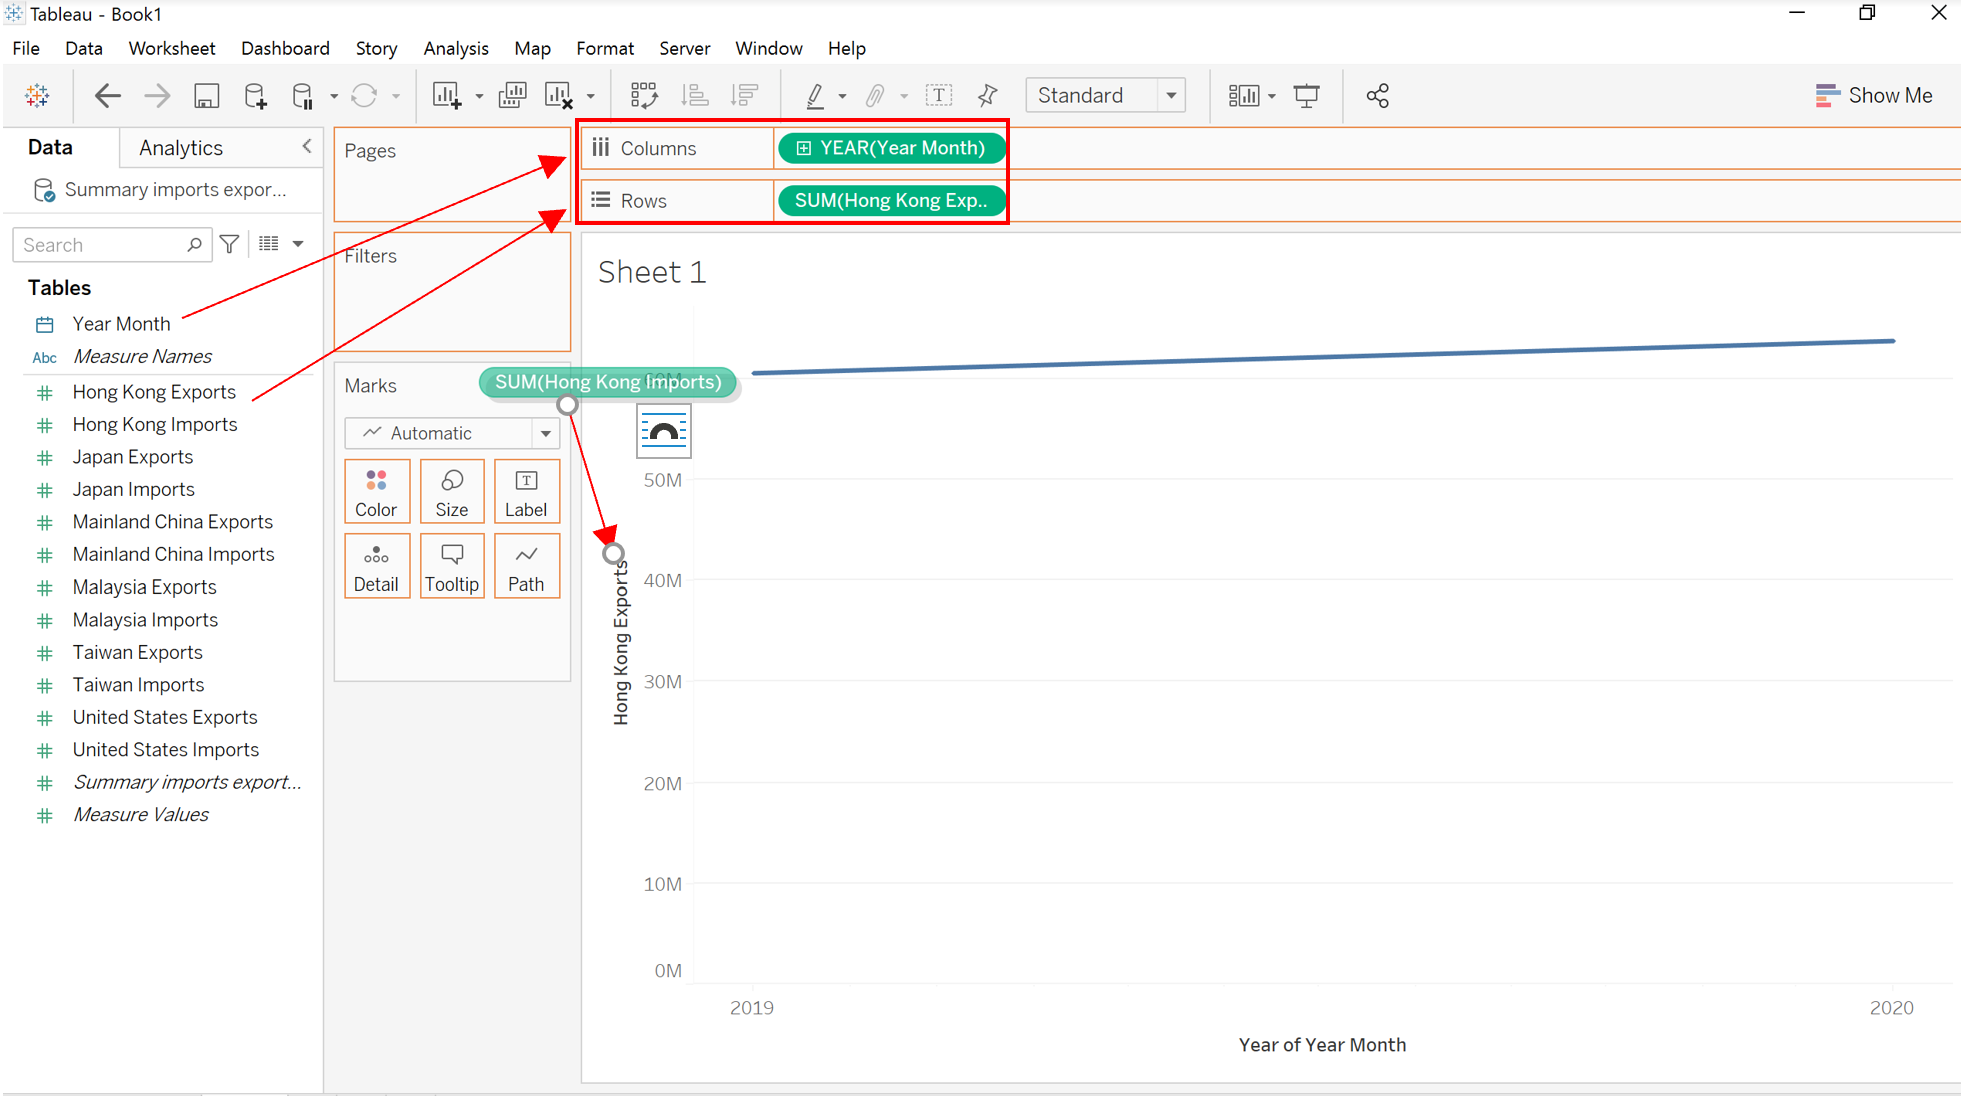 Tableau - Book1
File Data Worksheet Dashboard Story Analysis Map Format Server Window Help
Standard
Show Me
Data Analytics
Summary imports expor...
Search
Tables
Year Month
Abc Measure Names
Hong Kong Exports
Hong Kong Imports
Japan Exports
Japan Imports
Mainland China Exports
Mainland China Imports
Malaysia Exports
Malaysia Imports
Taiwan Exports
Taiwan Imports
United States Exports
United States Imports
Summary imports export...
Measure Values
Pages
Filters
Marks
Automatic
Color Size Label
Detail Tooltip Path
Columns YEAR(Year Month)
Rows SUM(Hong Kong Exp..
Sheet 1
SUM(Hong Kong Imports)
50M
40M
30M
20M
10M
0M
Hong Kong Exports
2019 2020
Year of Year Month